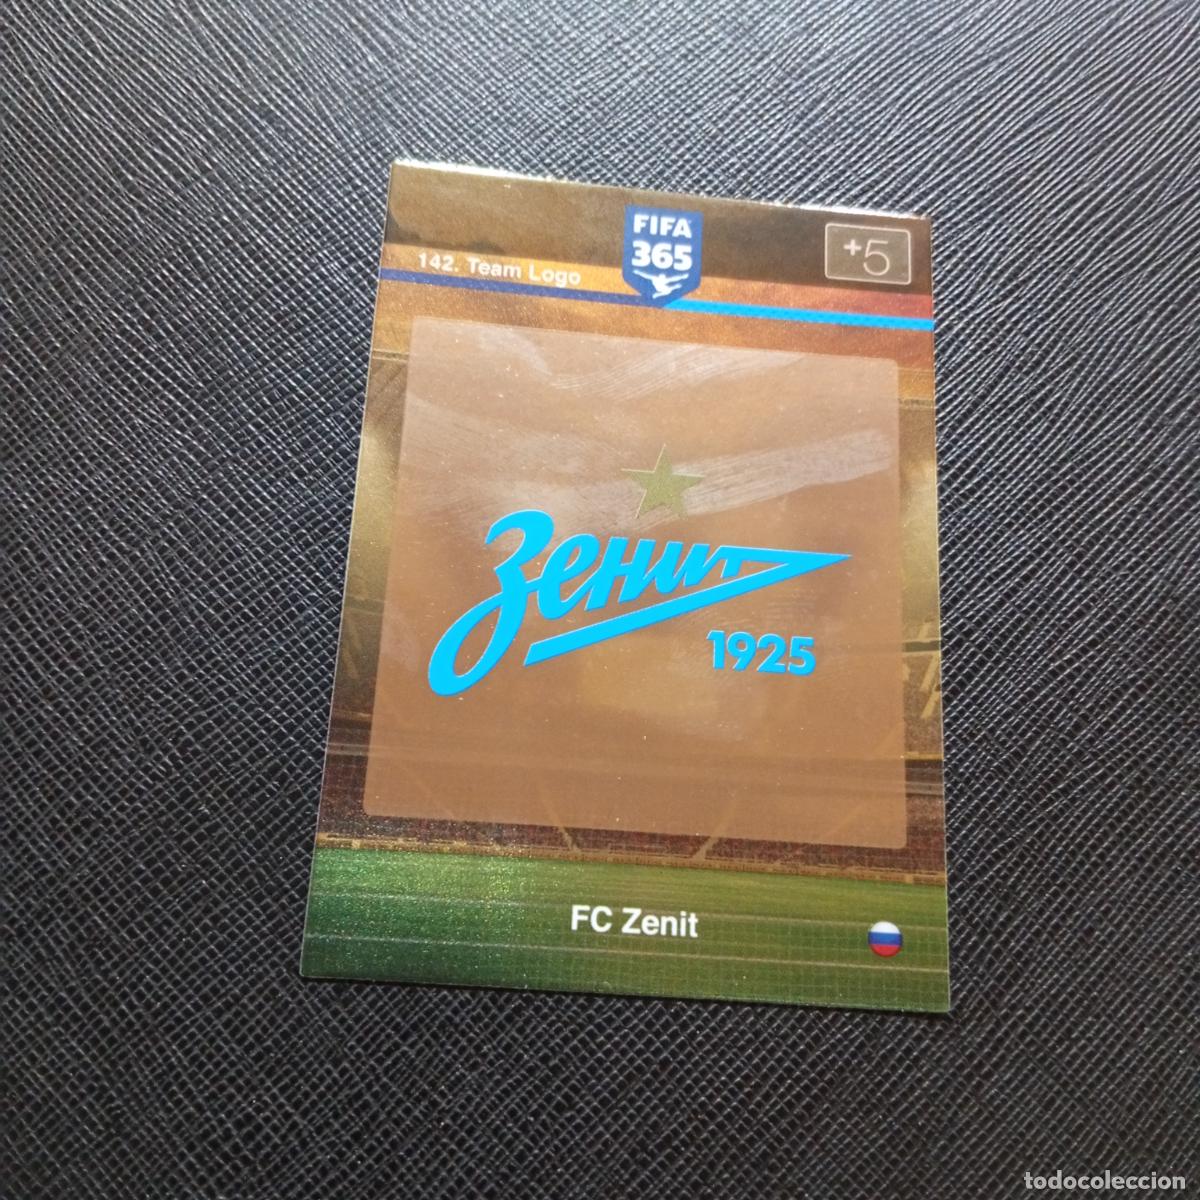 FIFA
365
142. Team Logo
+5
Зенит
1925
FC Zenit
todocoleccion